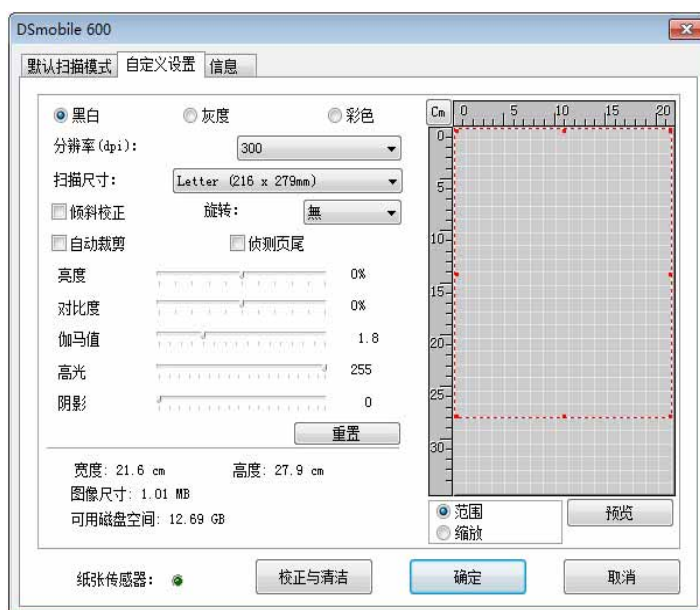 DSmobile 600
默认扫描模式 自定义设置 信息
黑白 灰度 彩色
分辨率(dpi): 300
扫描尺寸: Letter (216 x 279mm)
倾斜校正 旋转: 無
自动裁剪 侦测页尾
亮度 0%
对比度 0%
伽马值 1.8
高光 255
阴影 0
重置
宽度: 21.6 cm 高度: 27.9 cm
图像尺寸: 1.01 MB
可用磁盘空间: 12.69 GB
Cm 0 5 10 15 20
0
5
10
15
20
25
30
范围
缩放
预览
纸张传感器: 校正与清洁 确定 取消